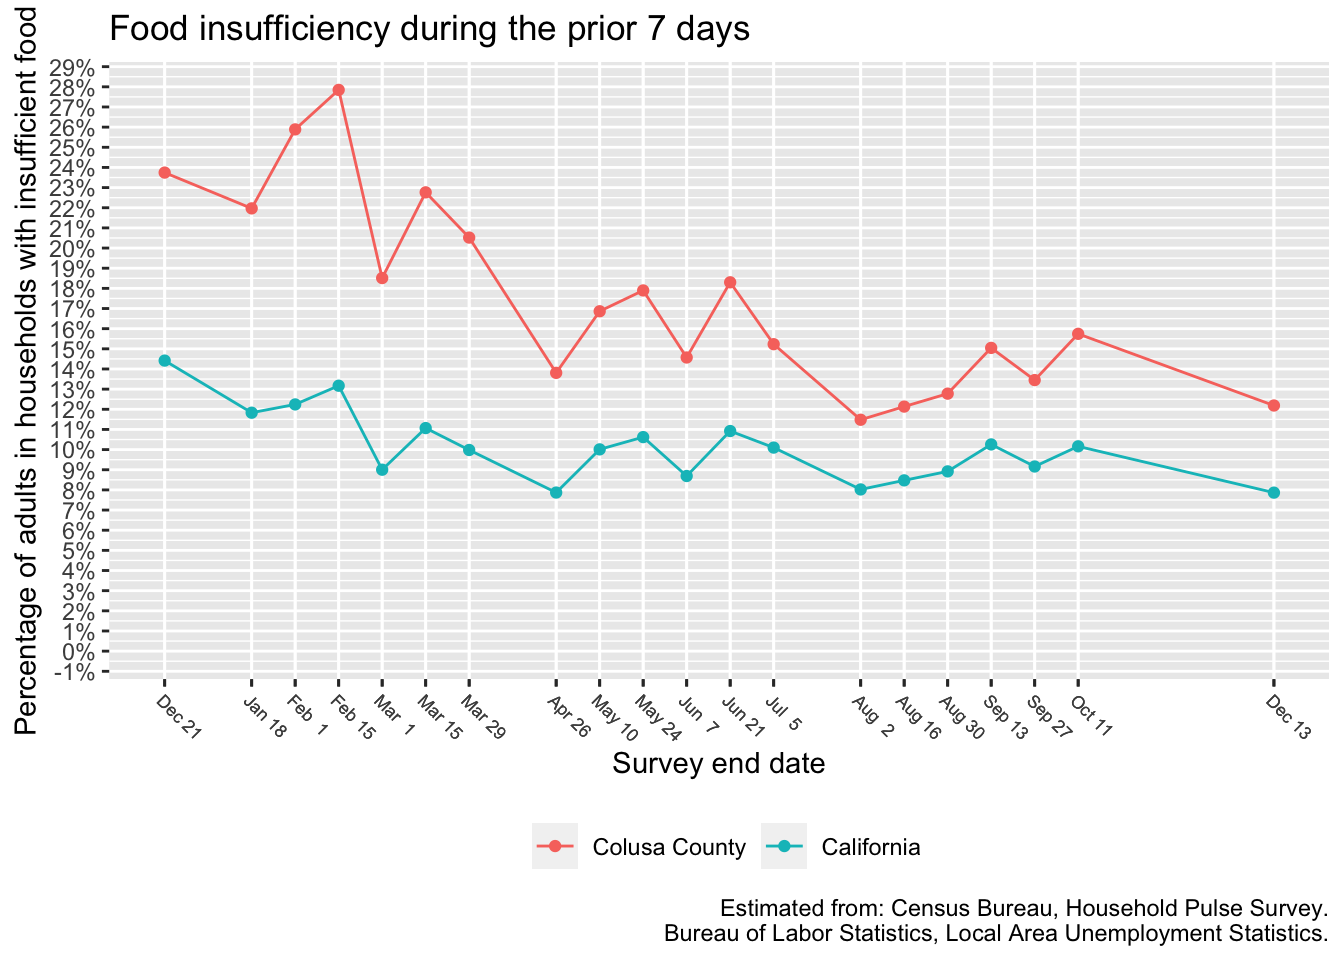 Food insufficiency during the prior 7 days
Percentage of adults in households with insufficient food
29%
28%
27%
26%
25%
24%
23%
22%
21%
20%
19%
18%
17%
16%
15%
14%
13%
12%
11%
10%
9%
8%
7%
6%
5%
4%
3%
2%
1%
0%
-1%
Dec 21
Jan 18
Feb 1
Feb 15
Mar 1
Mar 15
Mar 29
Apr 26
May 10
May 24
Jun 7
Jun 21
Jul 5
Aug 2
Aug 16
Aug 30
Sep 13
Sep 27
Oct 11
Dec 13
Survey end date
Colusa County
California
Estimated from: Census Bureau, Household Pulse Survey.
Bureau of Labor Statistics, Local Area Unemployment Statistics.